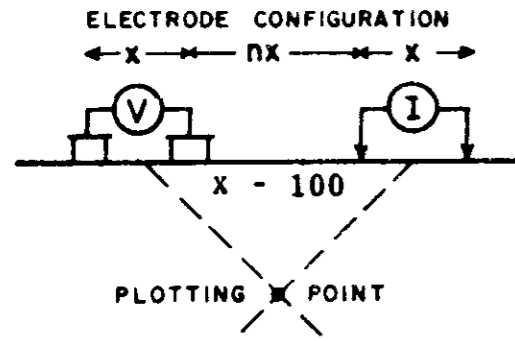 ELECTRODE CONFIGURATION
x nx x
V I
X - 100
PLOTTING POINT